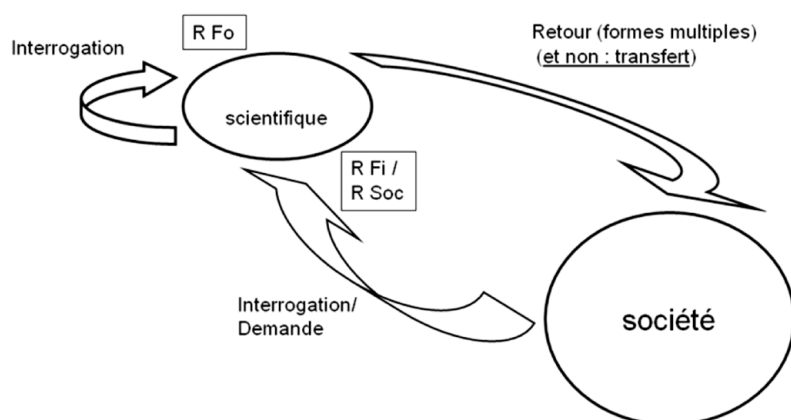 R Fo
Retour (formes multiples)
(et non : transfert)
Interrogation
scientifique
R Fi /
R Soc
Interrogation/
Demande
société